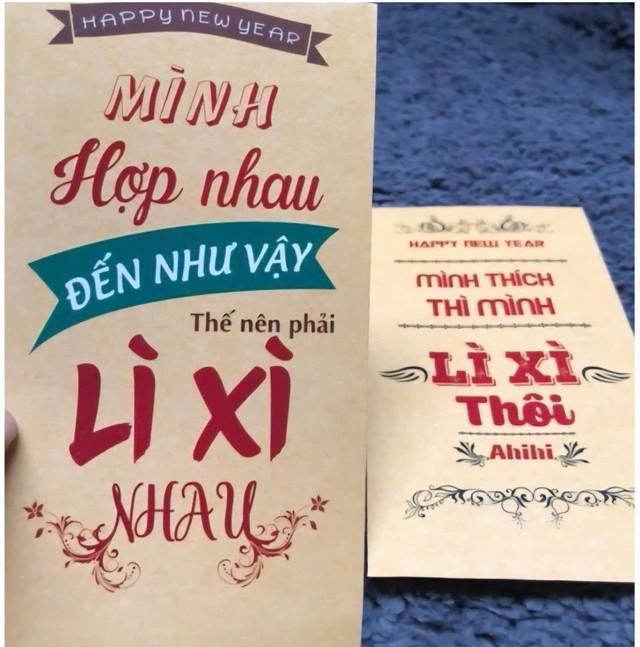 HAPPY NEW YEAR
MÌNH
Hợp nhau
ĐẾN NHƯ VẬY
Thế nên phải
LÌ XÌ
NHAU
HAPPY NEW YEAR
MÌNH THÍCH
THÌ MÌNH
LÌ XÌ
Thôi
Ahihi